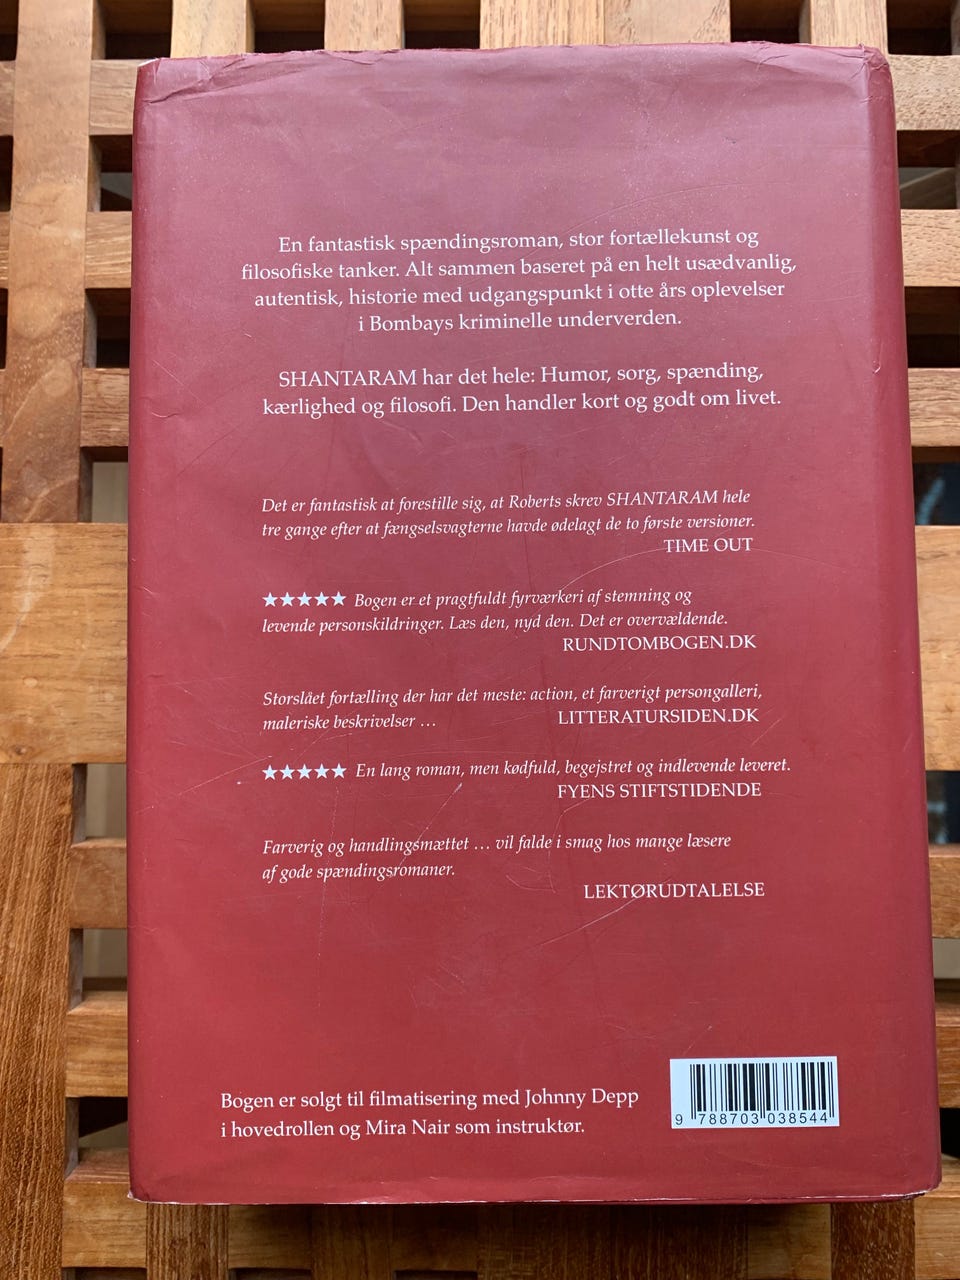 En fantastisk spændingsroman, stor fortællekunst og
filosofiske tanker. Alt sammen baseret på en helt usædvanlig,
autentisk, historie med udgangspunkt i otte års oplevelser
i Bombays kriminelle underverden.
SHANTARAM har det hele: Humor, sorg, spænding,
kærlighed og filosofi. Den handler kort og godt om livet.
Det er fantastisk at forestille sig, at Roberts skrev SHANTARAM hele
tre gange efter at fængselsvagterne havde ødelagt de to første versioner.
TIME OUT
★★★★★ Bogen er et pragtfuldt fyrværkeri af stemning og
levende personskildringer. Læs den, nyd den. Det er overvældende.
RUNDTOMBOGEN.DK
Storslået fortælling der har det meste: action, et farverigt persongalleri,
maleriske beskrivelser … LITTERATURSIDEN.DK
★★★★★ En lang roman, men kødfuld, begejstret og indlevende leveret.
FYENS STIFTSTIDENDE
Farverig og handlingsmættet … vil falde i smag hos mange læsere
af gode spændingsromaner.
LEKTØRUDTALELSE
Bogen er solgt til filmatisering med Johnny Depp
i hovedrollen og Mira Nair som instruktør.
9 788703 038544